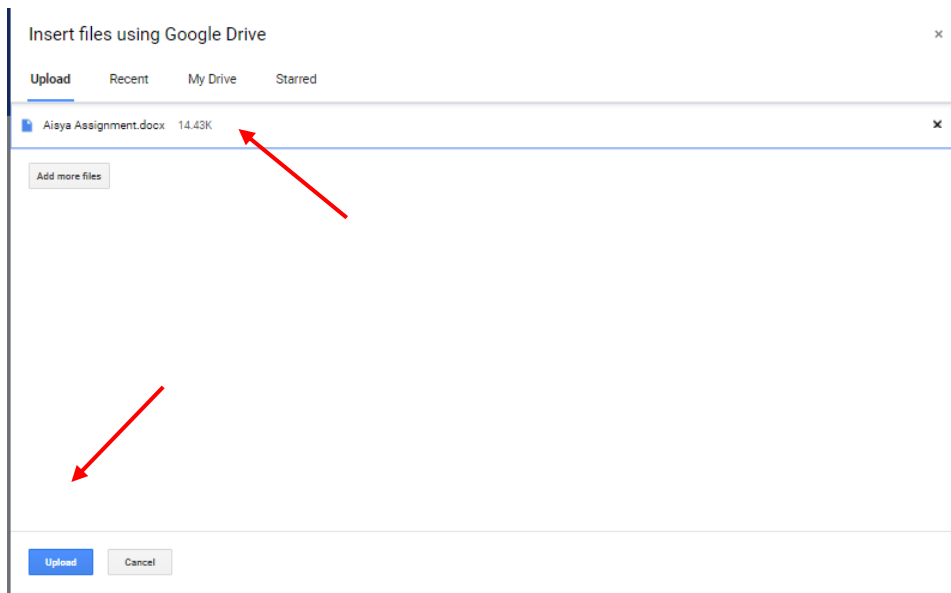 Insert files using Google Drive
Upload Recent My Drive Starred
Aisya Assignment.docx 14.43K
Add more files
Upload Cancel